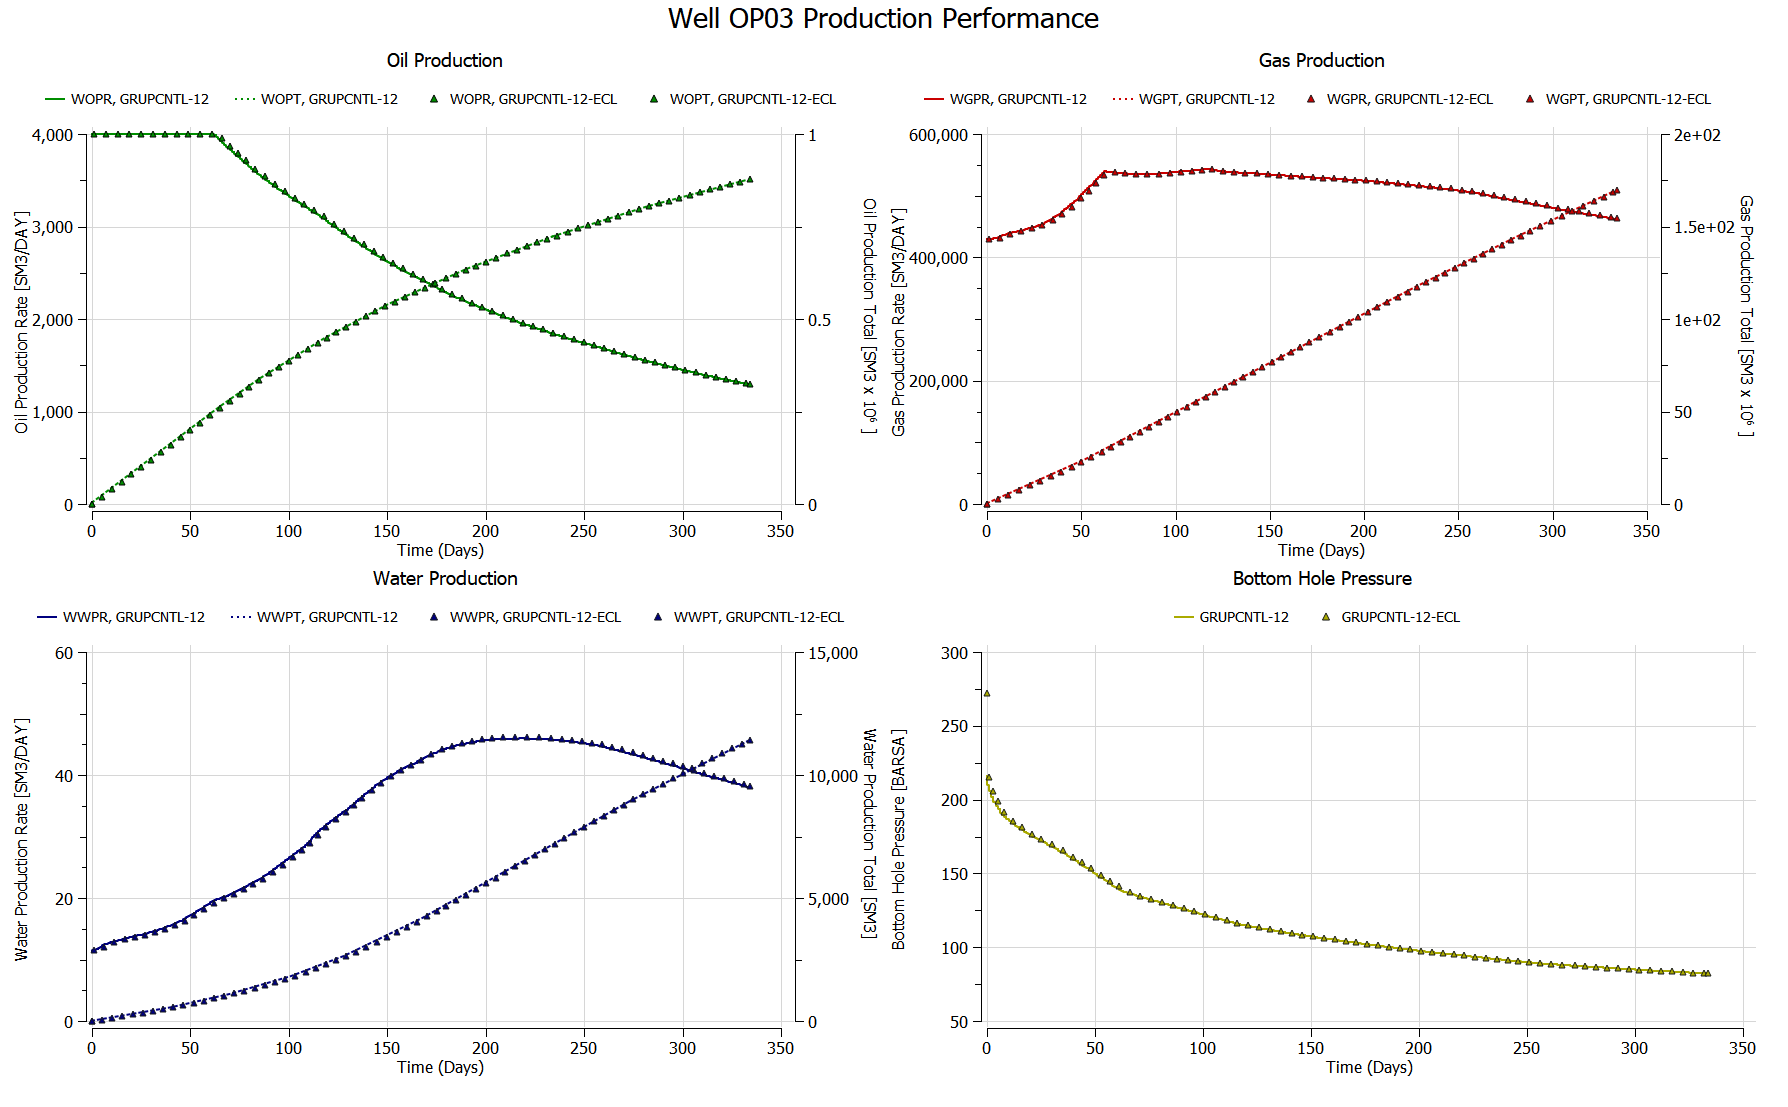 Well OP03 Production Performance
Oil Production
WOPR, GRUPCNTL-12 WOPT, GRUPCNTL-12 WOPR, GRUPCNTL-12-ECL WOPT, GRUPCNTL-12-ECL
4,000
3,000
2,000
1,000
0
Oil Production Rate [SM3/DAY]
1
0.5
0
Oil Production Total [SM3 x 10⁶ ]
0 50 100 150 200 250 300 350
Time (Days)
Gas Production
WGPR, GRUPCNTL-12 WGPT, GRUPCNTL-12 WGPR, GRUPCNTL-12-ECL WGPT, GRUPCNTL-12-ECL
600,000
400,000
200,000
0
Gas Production Rate [SM3/DAY]
2e+02
1.5e+02
1e+02
50
0
Gas Production Total [SM3 x 10⁶ ]
0 50 100 150 200 250 300 350
Time (Days)
Water Production
WWPR, GRUPCNTL-12 WWPT, GRUPCNTL-12 WWPR, GRUPCNTL-12-ECL WWPT, GRUPCNTL-12-ECL
60
40
20
0
Water Production Rate [SM3/DAY]
15,000
10,000
5,000
0
Water Production Total [SM3 ]
0 50 100 150 200 250 300 350
Time (Days)
Bottom Hole Pressure
GRUPCNTL-12 GRUPCNTL-12-ECL
300
250
200
150
100
50
Bottom Hole Pressure [BARSA]
0 50 100 150 200 250 300 350
Time (Days)